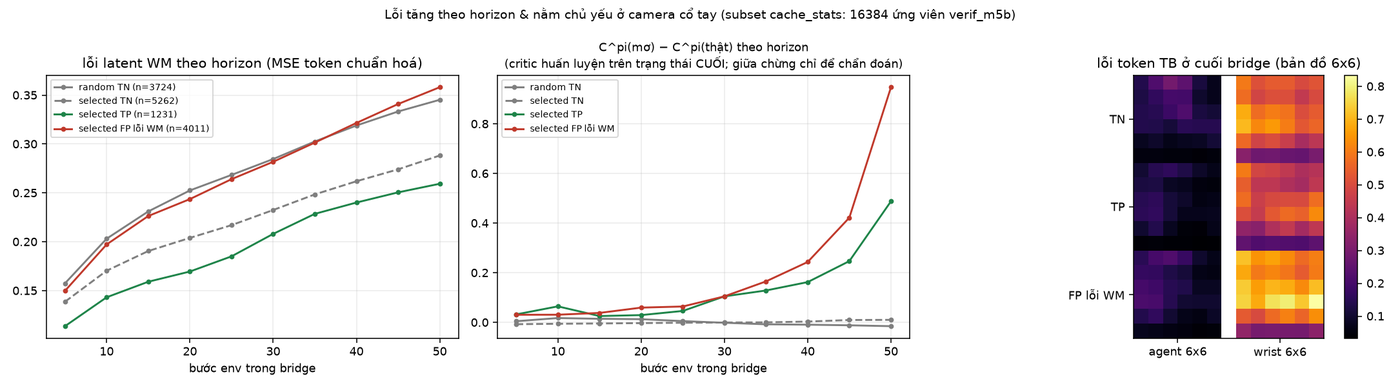 Lỗi tăng theo horizon & nằm chủ yếu ở camera cổ tay (subset cache_stats: 16384 ứng viên verif_m5b)
lỗi latent WM theo horizon (MSE token chuẩn hoá)
random TN (n=3724)
selected TN (n=5262)
selected TP (n=1231)
selected FP lỗi WM (n=4011)
0.35
0.30
0.25
0.20
0.15
10
20
30
40
50
bước env trong bridge
C^pi(mơ) − C^pi(thật) theo horizon
(critic huấn luyện trên trạng thái CUỐI; giữa chừng chỉ để chẩn đoán)
random TN
selected TN
selected TP
selected FP lỗi WM
0.8
0.6
0.4
0.2
0.0
10
20
30
40
50
bước env trong bridge
lỗi token TB ở cuối bridge (bản đồ 6x6)
TN
TP
FP lỗi WM
agent 6x6
wrist 6x6
0.8
0.7
0.6
0.5
0.4
0.3
0.2
0.1